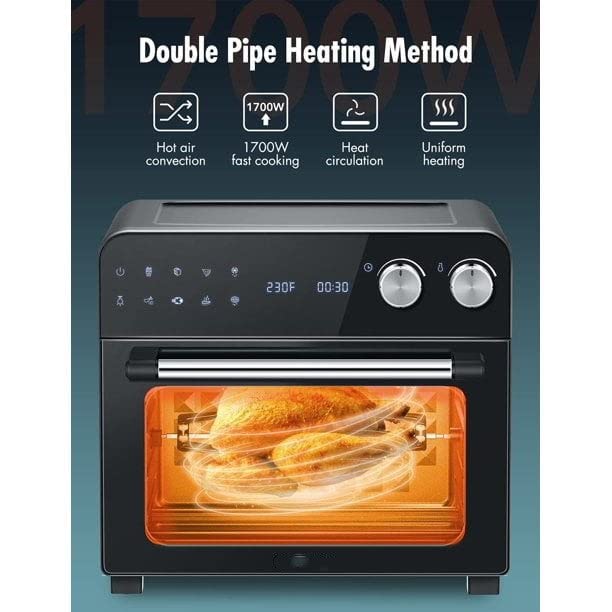 1700W
Double Pipe Heating Method
1700W
Hot air
convection
1700W
fast cooking
Heat
circulation
Uniform
heating
230F 00:30